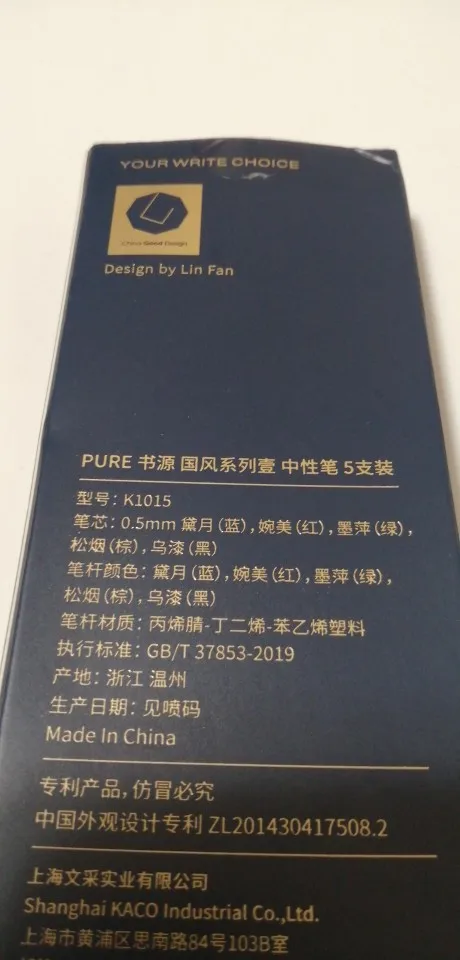 YOUR WRITE CHOICE
China Good Design
Design by Lin Fan
PURE 书源 国风系列壹 中性笔 5支装
型号: K1015
笔芯: 0.5mm 黛月(蓝),婉美(红),墨萍(绿),
松烟(棕),乌漆(黑)
笔杆颜色: 黛月(蓝),婉美(红),墨萍(绿),
松烟(棕),乌漆(黑)
笔杆材质: 丙烯腈-丁二烯-苯乙烯塑料
执行标准: GB/T 37853-2019
产地: 浙江 温州
生产日期: 见喷码
Made In China
专利产品,仿冒必究
中国外观设计专利 ZL201430417508.2
上海文采实业有限公司
Shanghai KACO Industrial Co.,Ltd.
上海市黄浦区思南路84号103B室